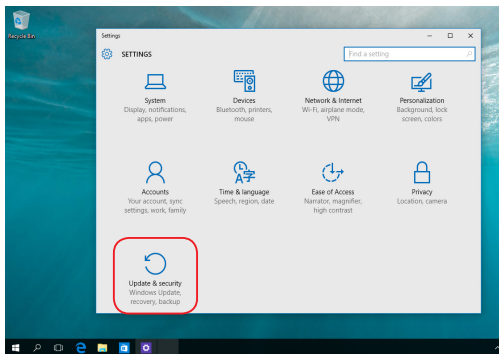 Recycle Bin
Settings
SETTINGS
Find a setting
System
Display, notifications,
apps, power
Devices
Bluetooth, printers,
mouse
Network & Internet
Wi-Fi, airplane mode,
VPN
Personalization
Background, lock
screen, colors
Accounts
Your account, sync
settings, work, family
Time & language
Speech, region, date
Ease of Access
Narrator, magnifier,
high contrast
Privacy
Location, camera
Update & security
Windows Update,
recovery, backup